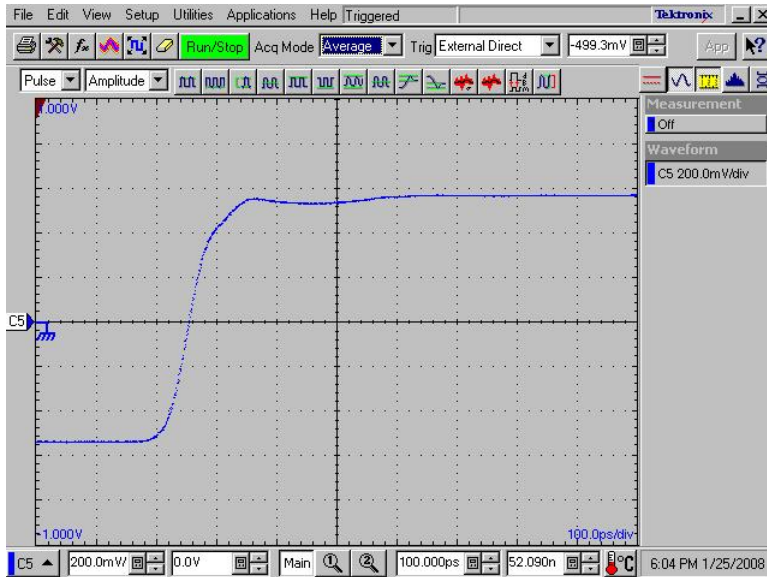 File Edit View Setup Utilities Applications Help Triggered Tektronix
Run/Stop Acq Mode Average Trig External Direct -499.3mV App
Pulse Amplitude
1.000V
Measurement
Off
Waveform
C5 200.0mV/div
C5
-1.000V 100.0ps/div
C5 200.0mV/ 0.0V Main 100.000ps 52.090n °C 6:04 PM 1/25/2008